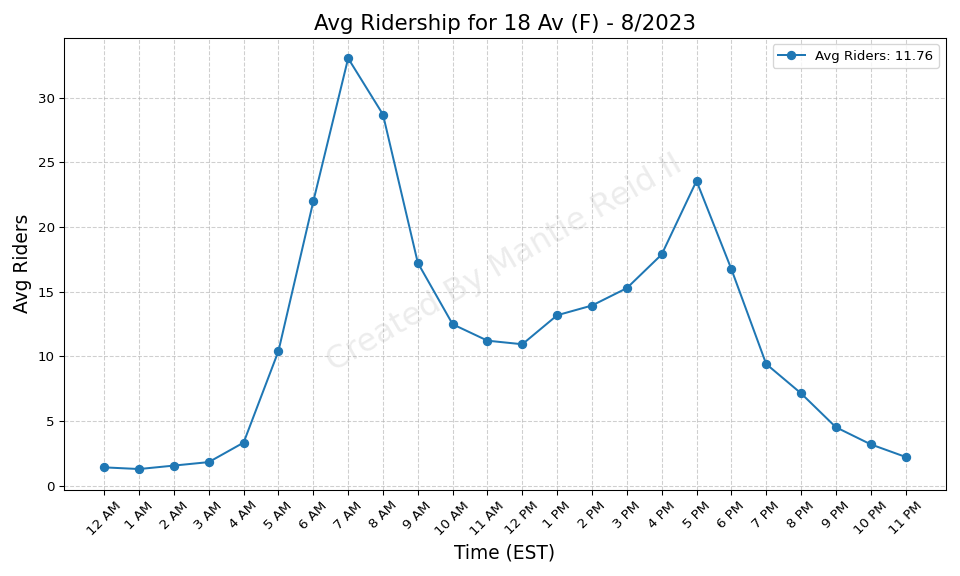 Avg Ridership for 18 Av (F) - 8/2023
Avg Riders: 11.76
Avg Riders
30
25
20
15
10
5
0
Created By Mantie Reid II
12 AM
1 AM
2 AM
3 AM
4 AM
5 AM
6 AM
7 AM
8 AM
9 AM
10 AM
11 AM
12 PM
1 PM
2 PM
3 PM
4 PM
5 PM
6 PM
7 PM
8 PM
9 PM
10 PM
11 PM
Time (EST)